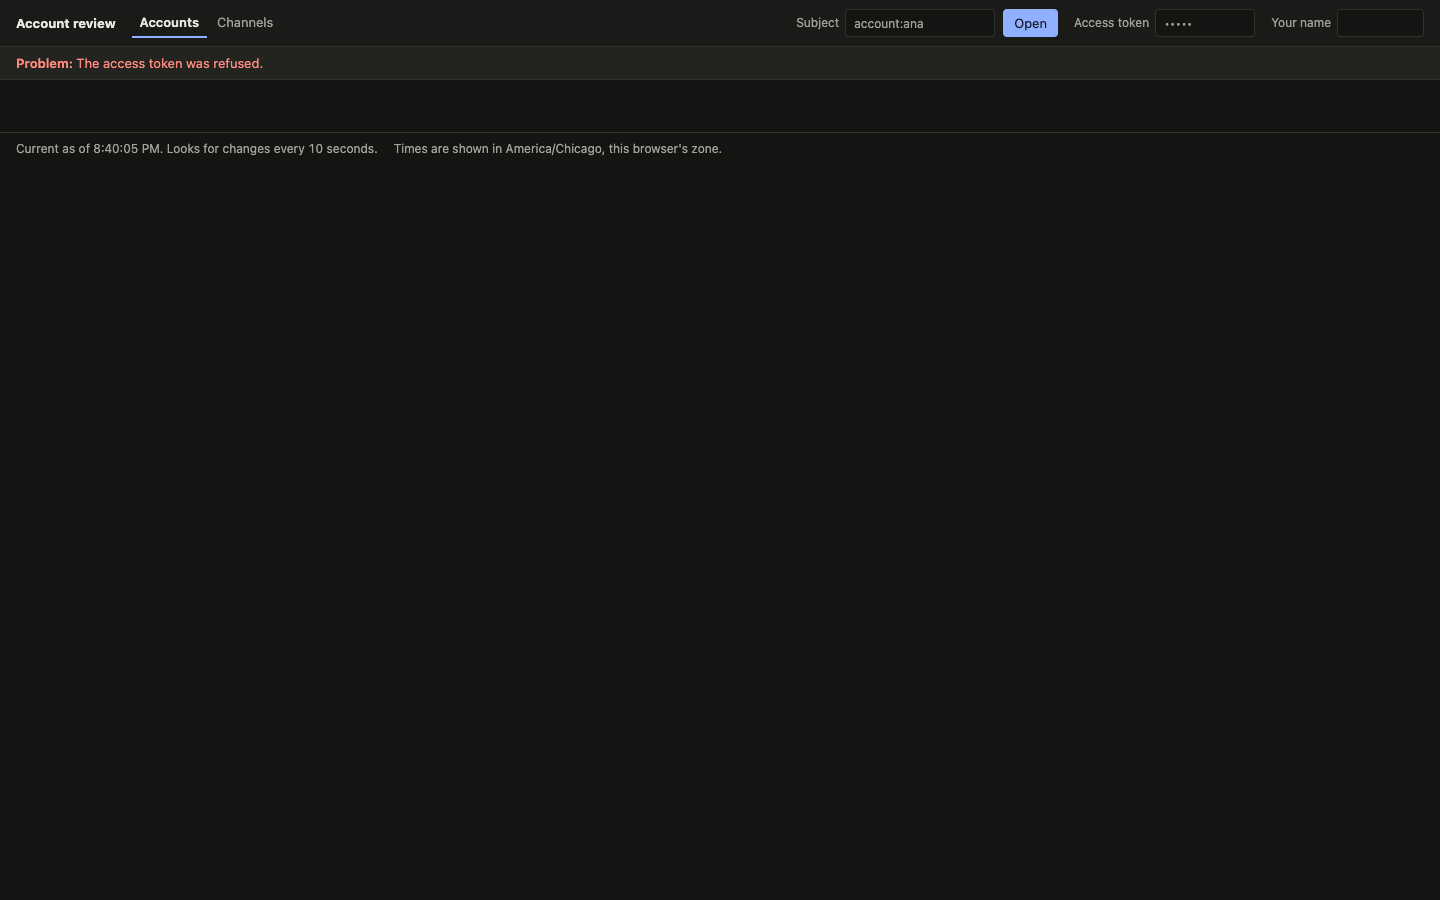 Account review Accounts Channels Subject account:ana Open Access token ••••• Your name
Problem: The access token was refused.
Current as of 8:40:05 PM. Looks for changes every 10 seconds. Times are shown in America/Chicago, this browser's zone.